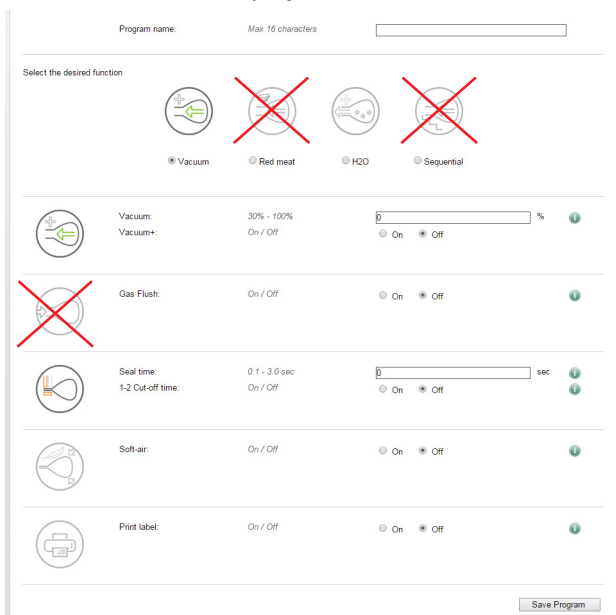 Program name: Max 16 characters
Select the desired function
Vacuum Red meat H2O Sequential
Vacuum: 30% - 100% 0 %
Vacuum+: On / Off On Off
Gas Flush: On / Off On Off
Seal time: 0.1 - 3.0 sec 0 sec
1-2 Cut-off time: On / Off On Off
Soft-air: On / Off On Off
Print label: On / Off On Off
Save Program